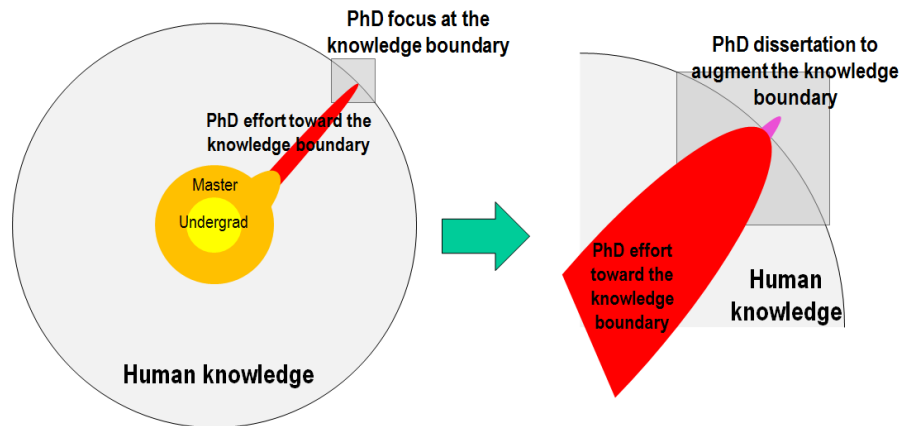 PhD focus at the
knowledge boundary
PhD effort toward the
knowledge boundary
Master
Undergrad
Human knowledge
PhD dissertation to
augment the knowledge
boundary
PhD effort
toward the
knowledge
boundary
Human
knowledge